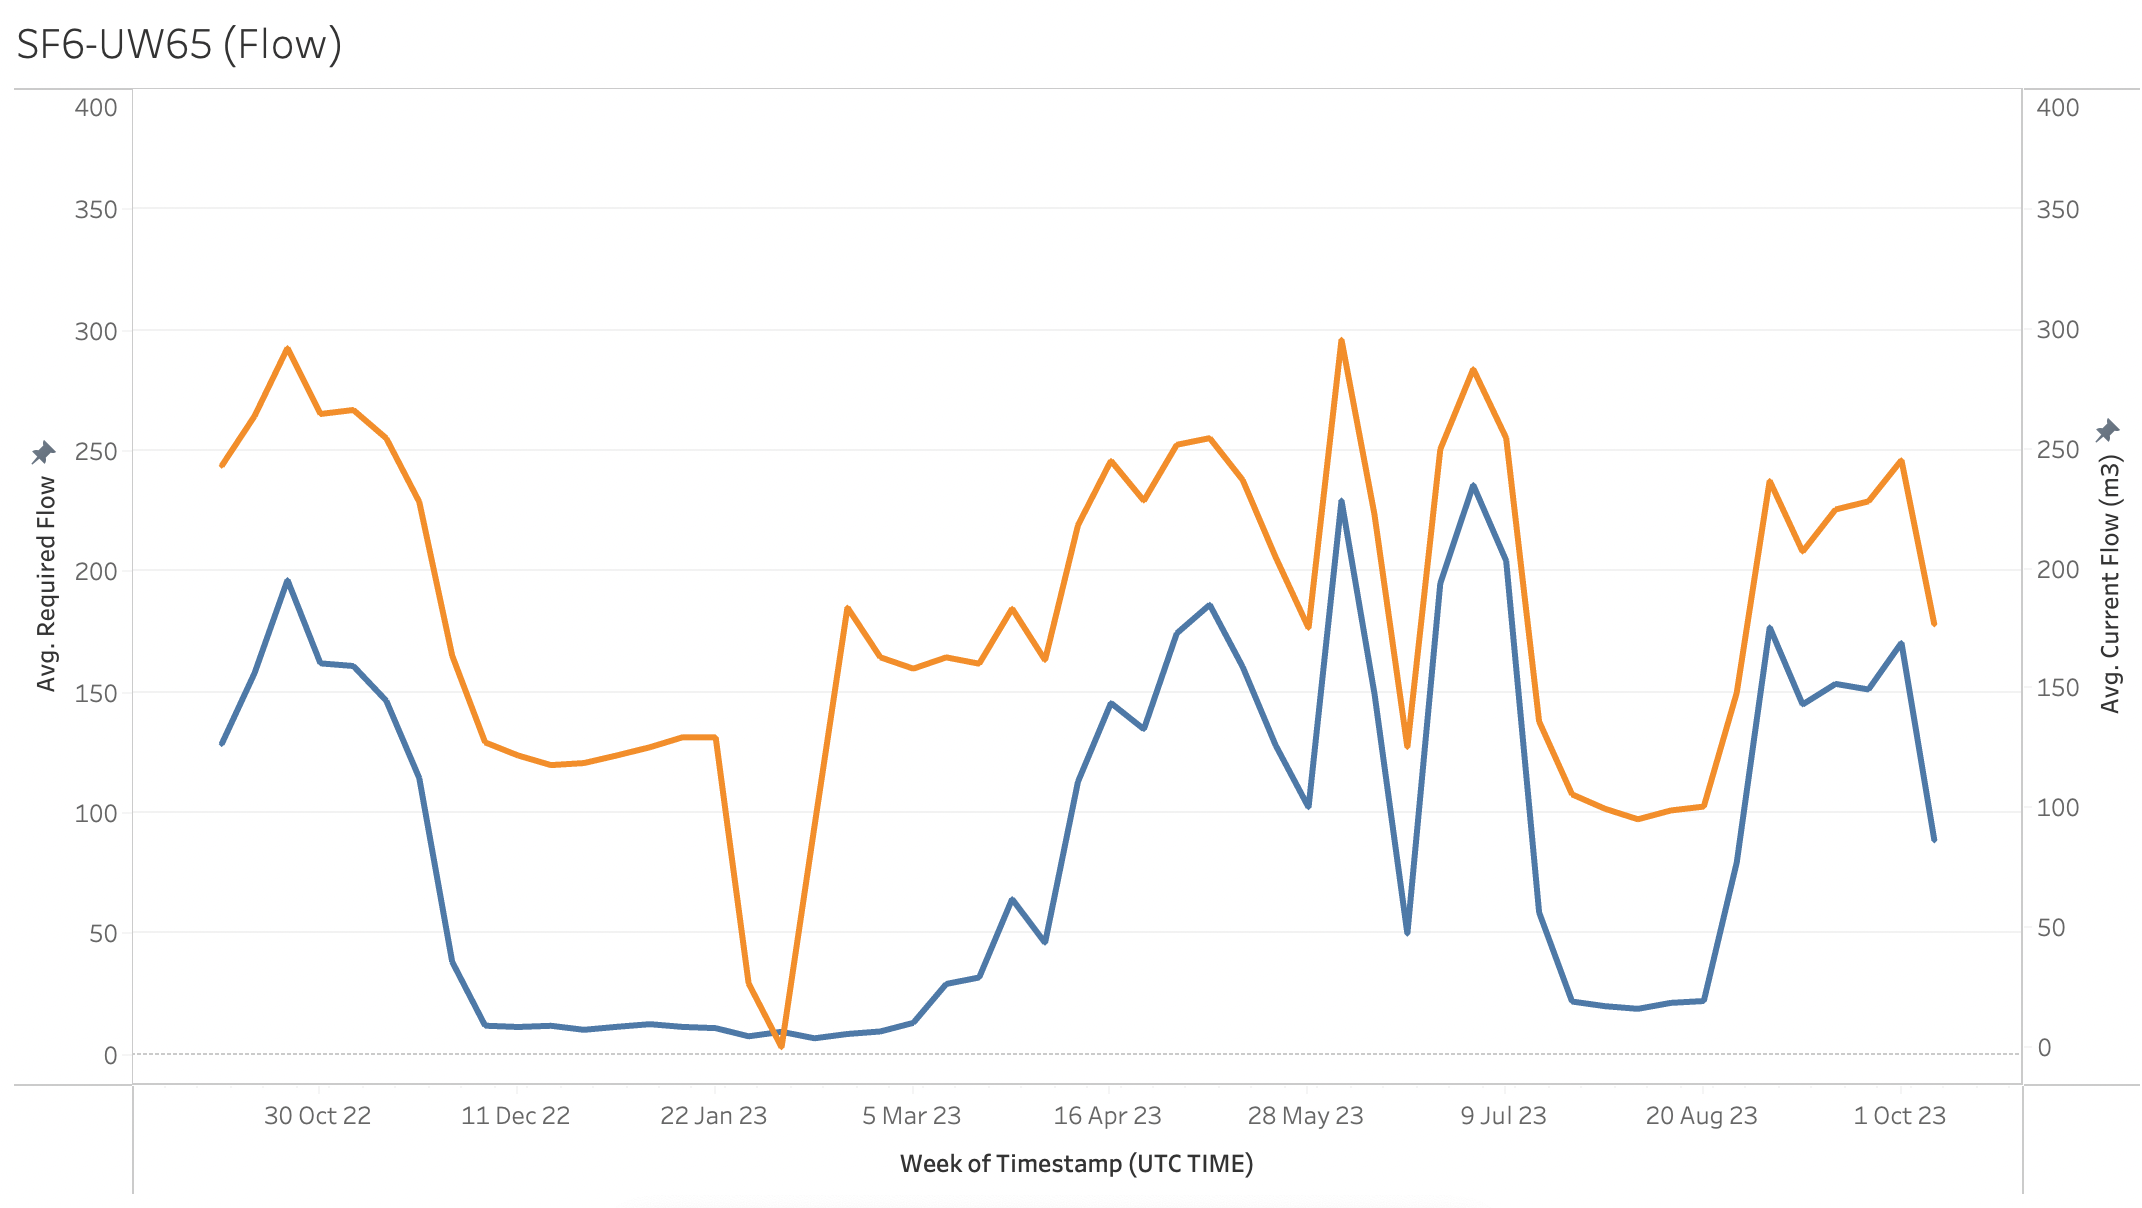 SF6-UW65 (Flow)
400
350
300
250
200
150
100
50
0
Avg. Required Flow
400
350
300
250
200
150
100
50
0
Avg. Current Flow (m3)
30 Oct 22
11 Dec 22
22 Jan 23
5 Mar 23
16 Apr 23
28 May 23
9 Jul 23
20 Aug 23
1 Oct 23
Week of Timestamp (UTC TIME)